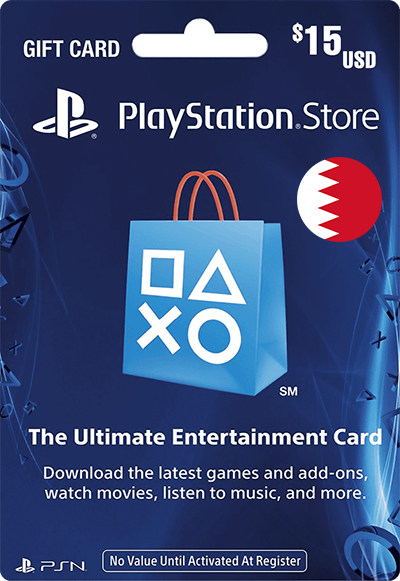 GIFT CARD
$15 USD
PlayStation®Store
SM
The Ultimate Entertainment Card
Download the latest games and add-ons,
watch movies, listen to music, and more.
PSN.
No Value Until Activated At Register